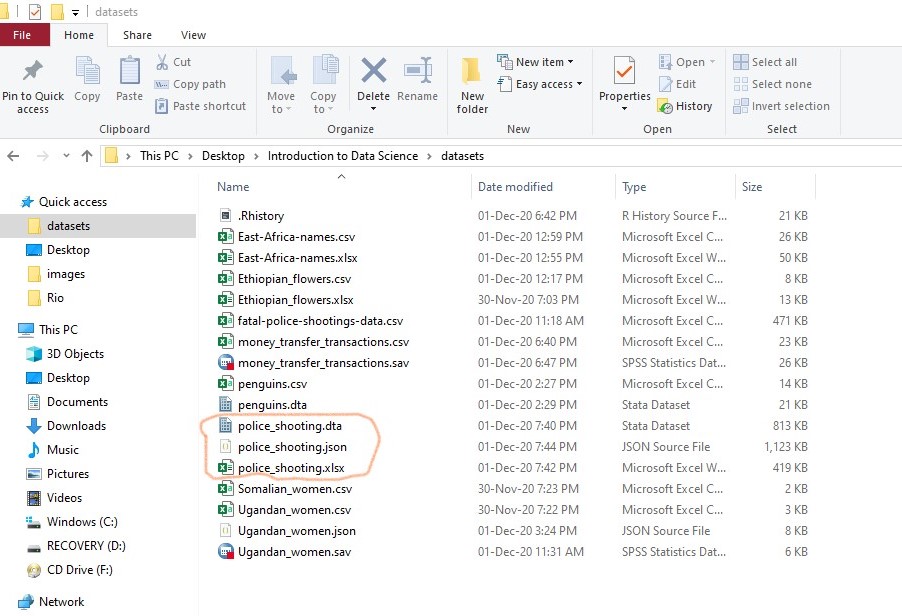 datasets
File Home Share View
Pin to Quick access
Copy
Paste
Cut
Copy path
Paste shortcut
Clipboard
Move to
Copy to
Delete
Rename
Organize
New folder
New item
Easy access
New
Properties
Open
Edit
History
Open
Select all
Select none
Invert selection
Select
This PC > Desktop > Introduction to Data Science > datasets
Quick access
datasets
Desktop
images
Rio
This PC
3D Objects
Desktop
Documents
Downloads
Music
Pictures
Videos
Windows (C:)
RECOVERY (D:)
CD Drive (F:)
Network
Name Date modified Type Size
.Rhistory 01-Dec-20 6:42 PM R History Source F... 21 KB
East-Africa-names.csv 01-Dec-20 12:59 PM Microsoft Excel C... 26 KB
East-Africa-names.xlsx 01-Dec-20 12:55 PM Microsoft Excel W... 50 KB
Ethiopian_flowers.csv 01-Dec-20 12:17 PM Microsoft Excel C... 8 KB
Ethiopian_flowers.xlsx 30-Nov-20 7:03 PM Microsoft Excel W... 13 KB
fatal-police-shootings-data.csv 01-Dec-20 11:18 AM Microsoft Excel C... 471 KB
money_transfer_transactions.csv 01-Dec-20 6:40 PM Microsoft Excel C... 23 KB
money_transfer_transactions.sav 01-Dec-20 6:47 PM SPSS Statistics Dat... 26 KB
penguins.csv 01-Dec-20 2:27 PM Microsoft Excel C... 14 KB
penguins.dta 01-Dec-20 2:29 PM Stata Dataset 21 KB
police_shooting.dta 01-Dec-20 7:40 PM Stata Dataset 813 KB
police_shooting.json 01-Dec-20 7:44 PM JSON Source File 1,123 KB
police_shooting.xlsx 01-Dec-20 7:42 PM Microsoft Excel W... 419 KB
Somalian_women.csv 30-Nov-20 7:23 PM Microsoft Excel C... 2 KB
Ugandan_women.csv 30-Nov-20 7:22 PM Microsoft Excel C... 3 KB
Ugandan_women.json 01-Dec-20 3:24 PM JSON Source File 8 KB
Ugandan_women.sav 01-Dec-20 11:31 AM SPSS Statistics Dat... 6 KB